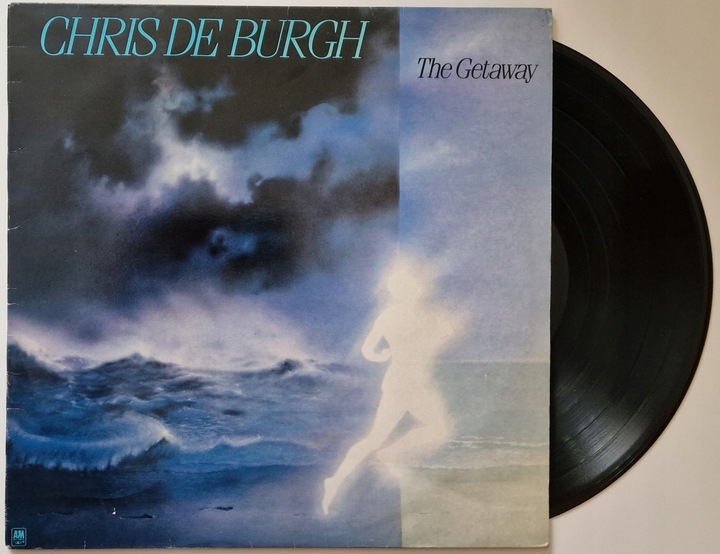 CHRIS DE BURGH
The Getaway
A&M